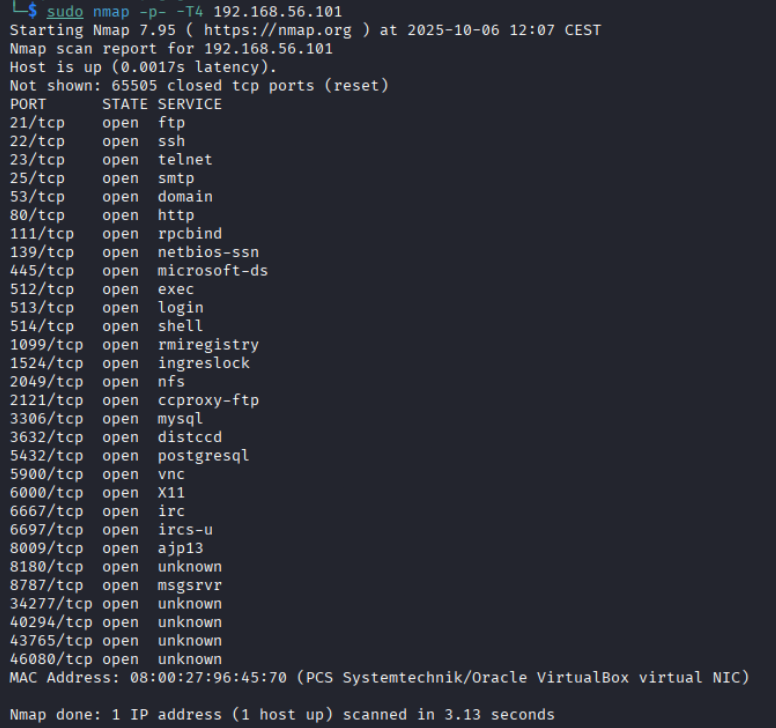 └─$ sudo nmap -p- -T4 192.168.56.101
Starting Nmap 7.95 ( https://nmap.org ) at 2025-10-06 12:07 CEST
Nmap scan report for 192.168.56.101
Host is up (0.0017s latency).
Not shown: 65505 closed tcp ports (reset)
PORT      STATE SERVICE
21/tcp    open  ftp
22/tcp    open  ssh
23/tcp    open  telnet
25/tcp    open  smtp
53/tcp    open  domain
80/tcp    open  http
111/tcp   open  rpcbind
139/tcp   open  netbios-ssn
445/tcp   open  microsoft-ds
512/tcp   open  exec
513/tcp   open  login
514/tcp   open  shell
1099/tcp  open  rmiregistry
1524/tcp  open  ingreslock
2049/tcp  open  nfs
2121/tcp  open  ccproxy-ftp
3306/tcp  open  mysql
3632/tcp  open  distccd
5432/tcp  open  postgresql
5900/tcp  open  vnc
6000/tcp  open  X11
6667/tcp  open  irc
6697/tcp  open  ircs-u
8009/tcp  open  ajp13
8180/tcp  open  unknown
8787/tcp  open  msgsrvr
34277/tcp open  unknown
40294/tcp open  unknown
43765/tcp open  unknown
46080/tcp open  unknown
MAC Address: 08:00:27:96:45:70 (PCS Systemtechnik/Oracle VirtualBox virtual NIC)
Nmap done: 1 IP address (1 host up) scanned in 3.13 seconds